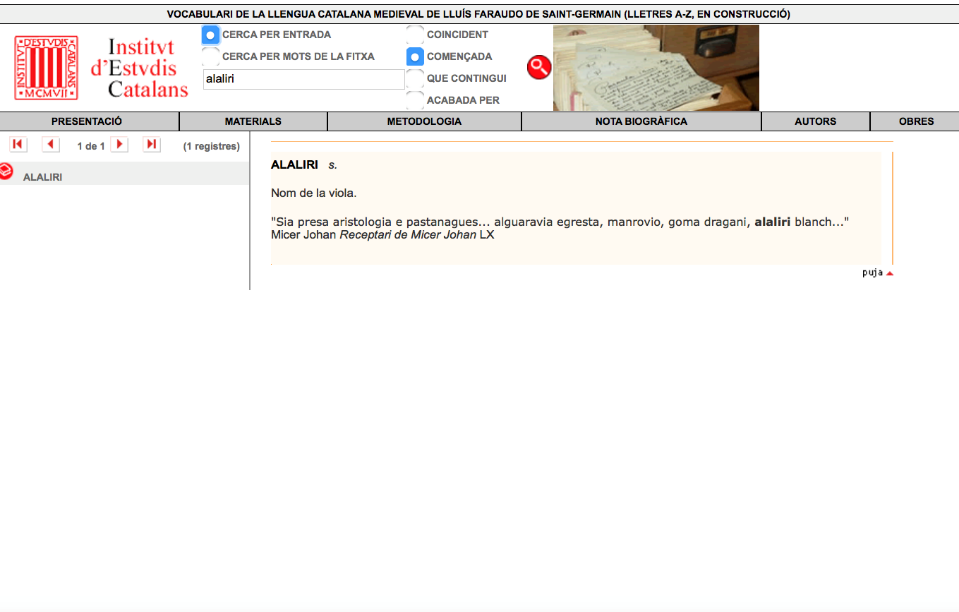 VOCABULARI DE LA LLENGUA CATALANA MEDIEVAL DE LLUÍS FARAUDO DE SAINT-GERMAIN (LLETRES A-Z, EN CONSTRUCCIÓ)
INSTITVT D'ESTVDIS CATALANS
MCMVII
Institvt
d'Estvdis
Catalans
CERCA PER ENTRADA
CERCA PER MOTS DE LA FITXA
alaliri
COINCIDENT
COMENÇADA
QUE CONTINGUI
ACABADA PER
PRESENTACIÓ MATERIALS METODOLOGIA NOTA BIOGRÀFICA AUTORS OBRES
1 de 1 (1 registres)
ALALIRI
ALALIRI s.
Nom de la viola.
"Sia presa aristologia e pastanagues... alguaravia egresta, manrovio, goma dragani, alaliri blanch..."
Micer Johan Receptari de Micer Johan LX
puja